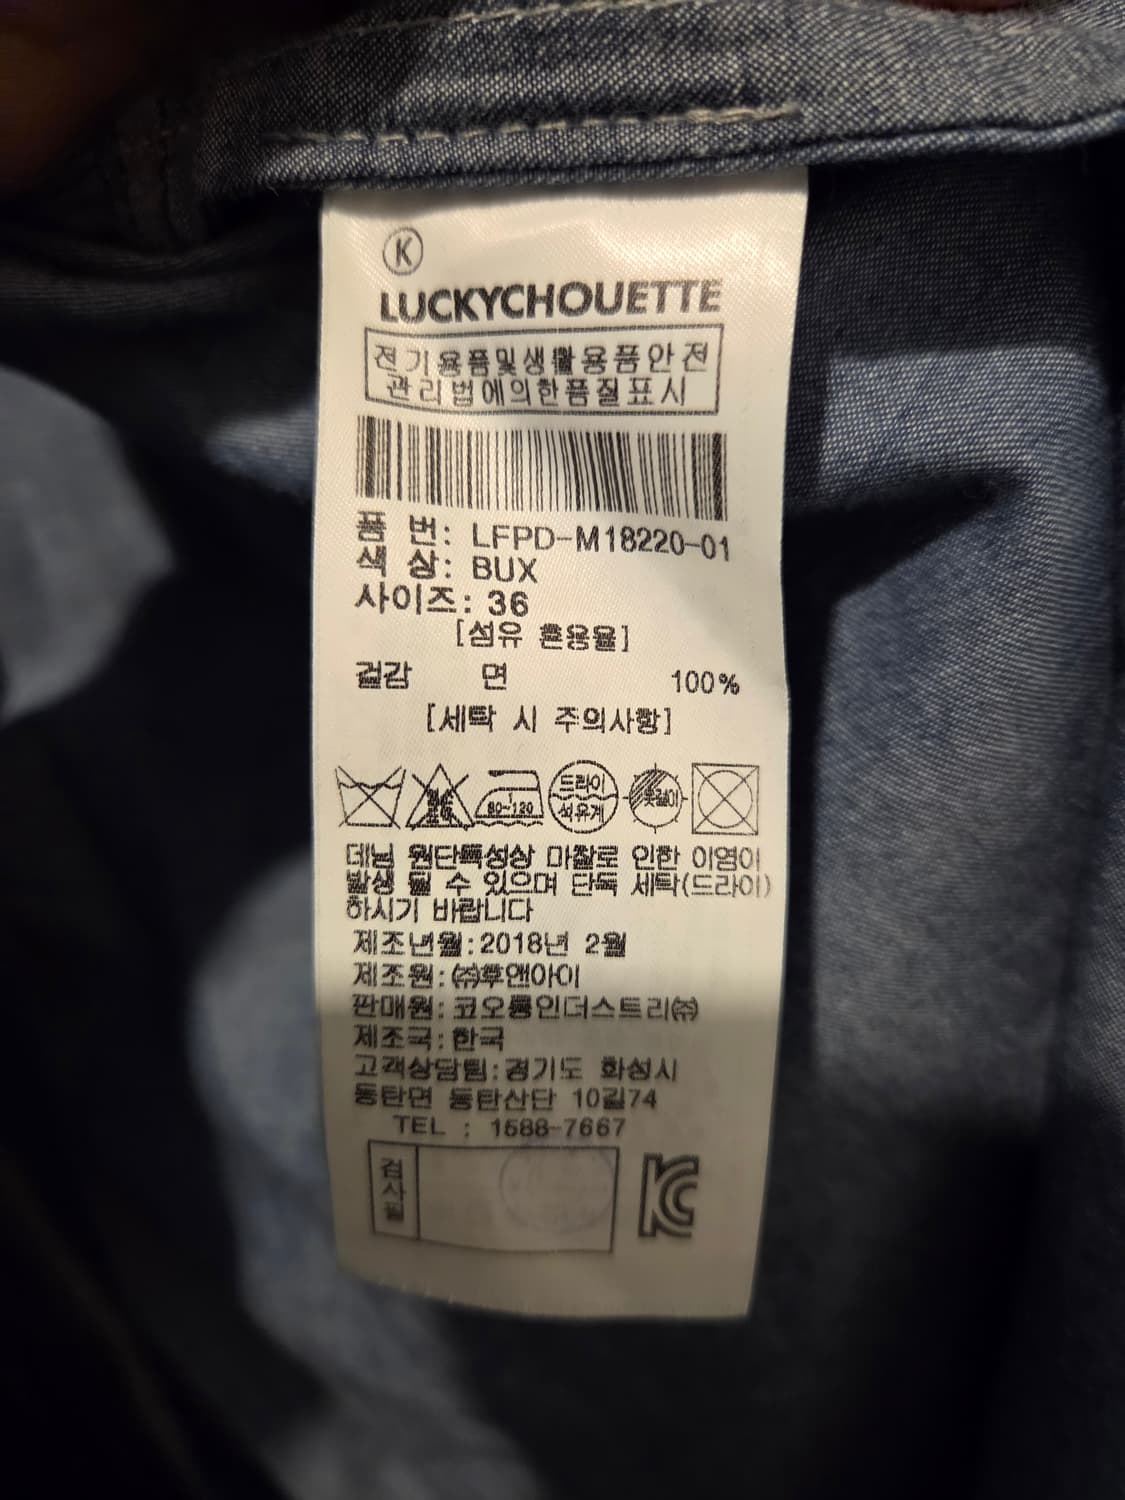 K
LUCKYCHOUETTE
전기용품및생활용품안전
관리법에의한품질표시
품 번: LFPD-M18220-01
색 상: BUX
사이즈: 36
[섬유 혼용율]
겉감 면 100%
[세탁 시 주의사항]
80~120 드라이 석유계 옷걸이
데님 원단특성상 마찰로 인한 이염이
발생 될 수 있으며 단독 세탁(드라이)
하시기 바랍니다
제조년월:2018년 2월
제조원:㈜후앤아이
판매원:코오롱인더스트리㈜
제조국:한국
고객상담팀:경기도 화성시
동탄면 동탄산단 10길74
TEL : 1588-7667
검사필
KC